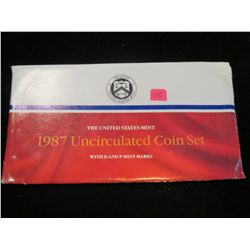 THE UNITED STATES MINT
1987 Uncirculated Coin Set
WITH D AND P MINT MARKS